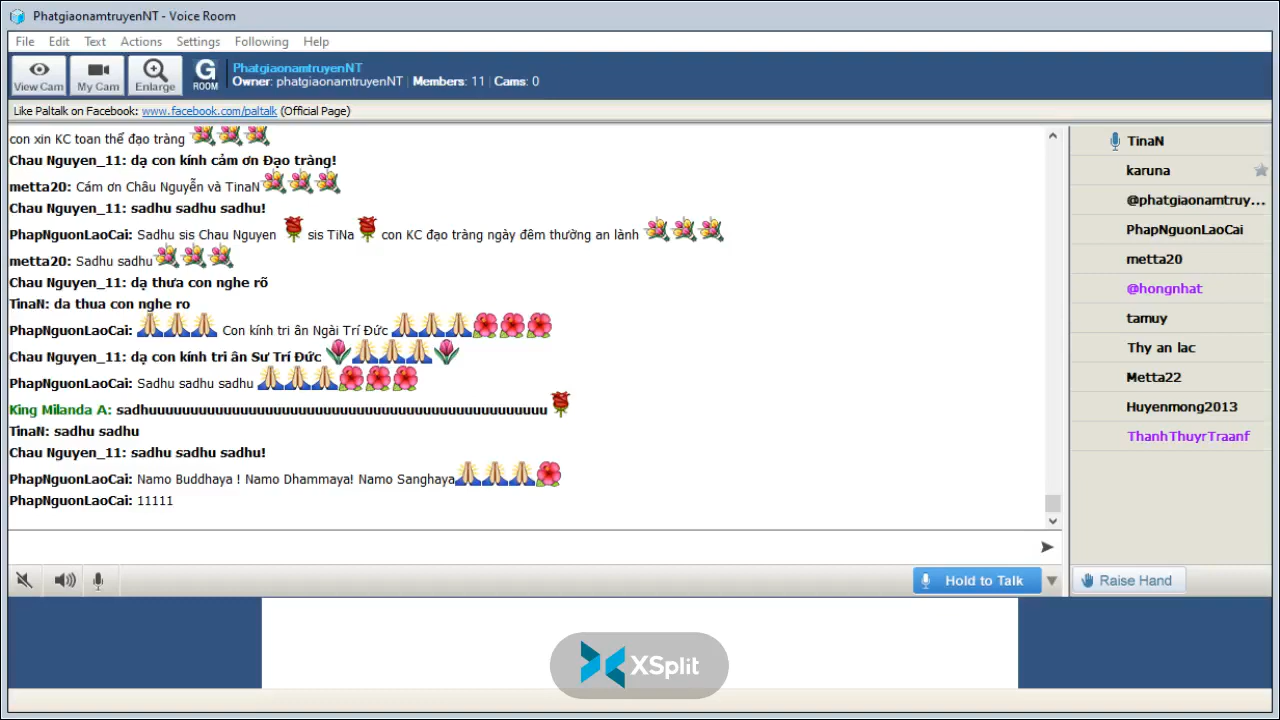 PhatgiaonamtruyenNT - Voice Room
File Edit Text Actions Settings Following Help
View Cam My Cam Enlarge G ROOM
PhatgiaonamtruyenNT
Owner: phatgiaonamtruyenNT Members: 11 Cams: 0
Like Paltalk on Facebook: www.facebook.com/paltalk (Official Page)
con xin KC toan thể đạo tràng
Chau Nguyen_11: dạ con kính cảm ơn Đạo tràng!
metta20: Cám ơn Châu Nguyễn và TinaN
Chau Nguyen_11: sadhu sadhu sadhu!
PhapNguonLaoCai: Sadhu sis Chau Nguyen sis TiNa con KC đạo tràng ngày đêm thường an lành
metta20: Sadhu sadhu
Chau Nguyen_11: dạ thưa con nghe rõ
TinaN: da thua con nghe ro
PhapNguonLaoCai: Con kính tri ân Ngài Trí Đức
Chau Nguyen_11: dạ con kính tri ân Sư Trí Đức
PhapNguonLaoCai: Sadhu sadhu sadhu
King Milanda A: sadhuuuuuuuuuuuuuuuuuuuuuuuuuuuuuuuuuuuuuuuuuuuuuuu
TinaN: sadhu sadhu
Chau Nguyen_11: sadhu sadhu sadhu!
PhapNguonLaoCai: Namo Buddhaya ! Namo Dhammaya! Namo Sanghaya
PhapNguonLaoCai: 11111
TinaN
karuna
@phatgiaonamtruy...
PhapNguonLaoCai
metta20
@hongnhat
tamuy
Thy an lac
Metta22
Huyenmong2013
ThanhThuyrTraanf
Hold to Talk
Raise Hand
XSplit